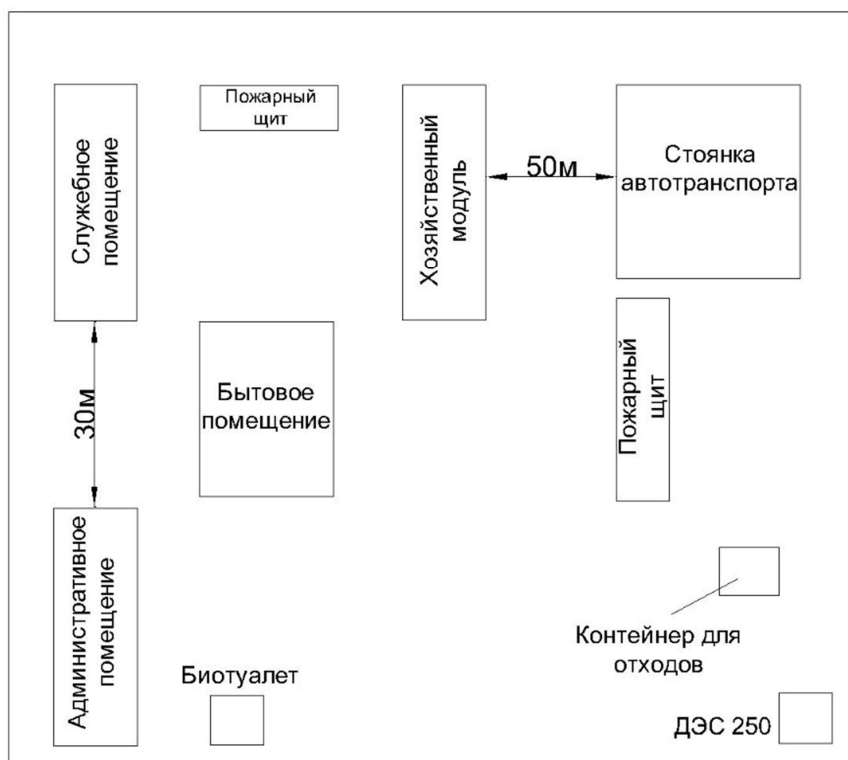 Служебное
помещение
Пожарный
щит
Хозяйственный
модуль
50м
Стоянка
автотранспорта
30м
Бытовое
помещение
Пожарный
щит
Административное
помещение
Биотуалет
Контейнер для
отходов
ДЭС 250